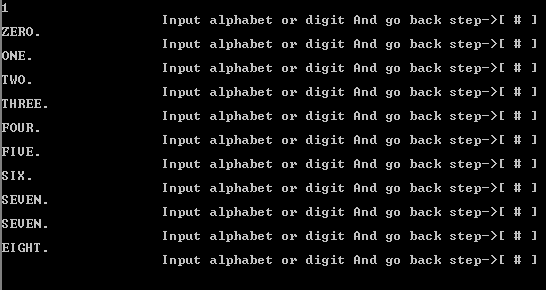 1
Input alphabet or digit And go back step->[ # ]
ZERO.
Input alphabet or digit And go back step->[ # ]
ONE.
Input alphabet or digit And go back step->[ # ]
TWO.
Input alphabet or digit And go back step->[ # ]
THREE.
Input alphabet or digit And go back step->[ # ]
FOUR.
Input alphabet or digit And go back step->[ # ]
FIVE.
Input alphabet or digit And go back step->[ # ]
SIX.
Input alphabet or digit And go back step->[ # ]
SEVEN.
Input alphabet or digit And go back step->[ # ]
SEVEN.
Input alphabet or digit And go back step->[ # ]
EIGHT.
Input alphabet or digit And go back step->[ # ]